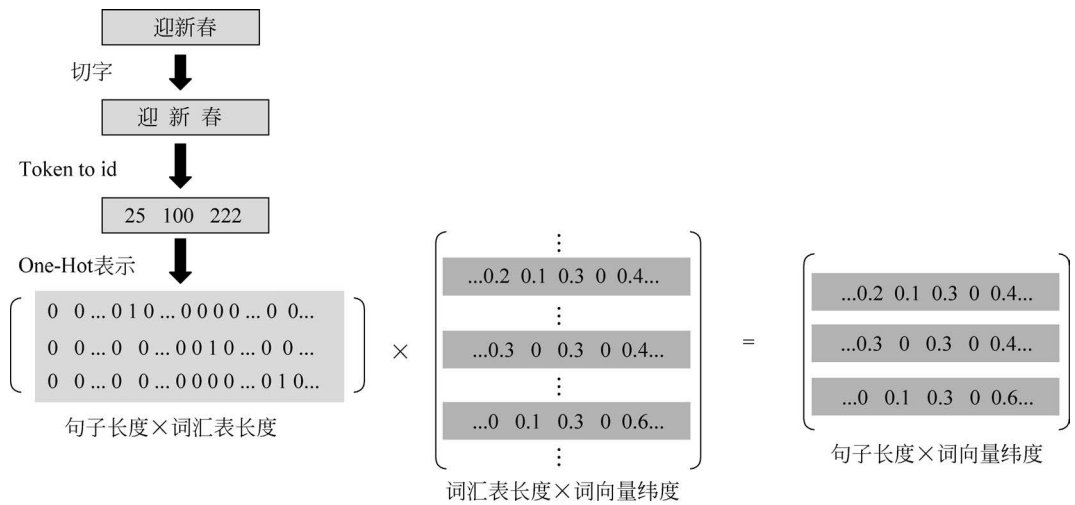 迎新春
切字
迎 新 春
Token to id
25 100 222
One-Hot表示
0 0 ... 0 1 0 ... 0 0 0 0 ... 0 0...
0 0 ... 0 0 ... 0 0 1 0 ... 0 0 ...
0 0 ... 0 0 ... 0 0 0 0 ... 0 1 0...
句子长度×词汇表长度
×
⋮
...0.2 0.1 0.3 0 0.4...
⋮
...0.3 0 0.3 0 0.4...
⋮
...0 0.1 0.3 0 0.6...
⋮
词汇表长度×词向量纬度
=
...0.2 0.1 0.3 0 0.4...
...0.3 0 0.3 0 0.4...
...0 0.1 0.3 0 0.6...
句子长度×词向量纬度